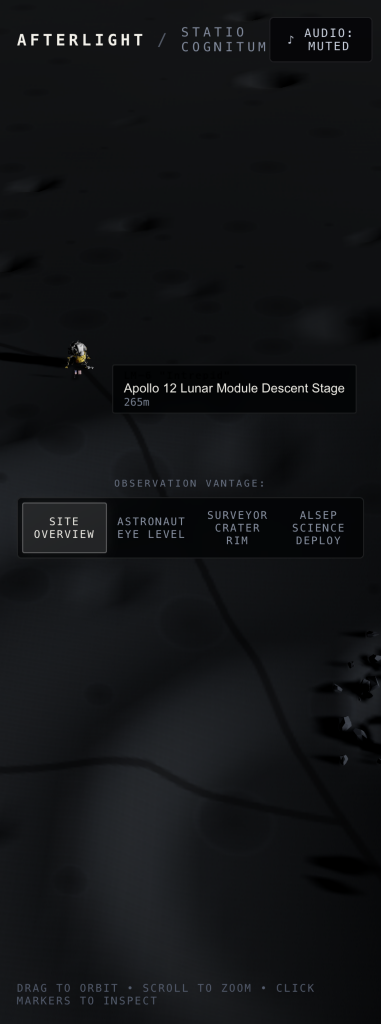 AFTERLIGHT / STATIO
COGNITUM
♪ AUDIO:
MUTED
Apollo 12 Lunar Module Descent Stage
265m
OBSERVATION VANTAGE:
SITE
OVERVIEW
ASTRONAUT
EYE LEVEL
SURVEYOR
CRATER
RIM
ALSEP
SCIENCE
DEPLOY
DRAG TO ORBIT • SCROLL TO ZOOM • CLICK
MARKERS TO INSPECT